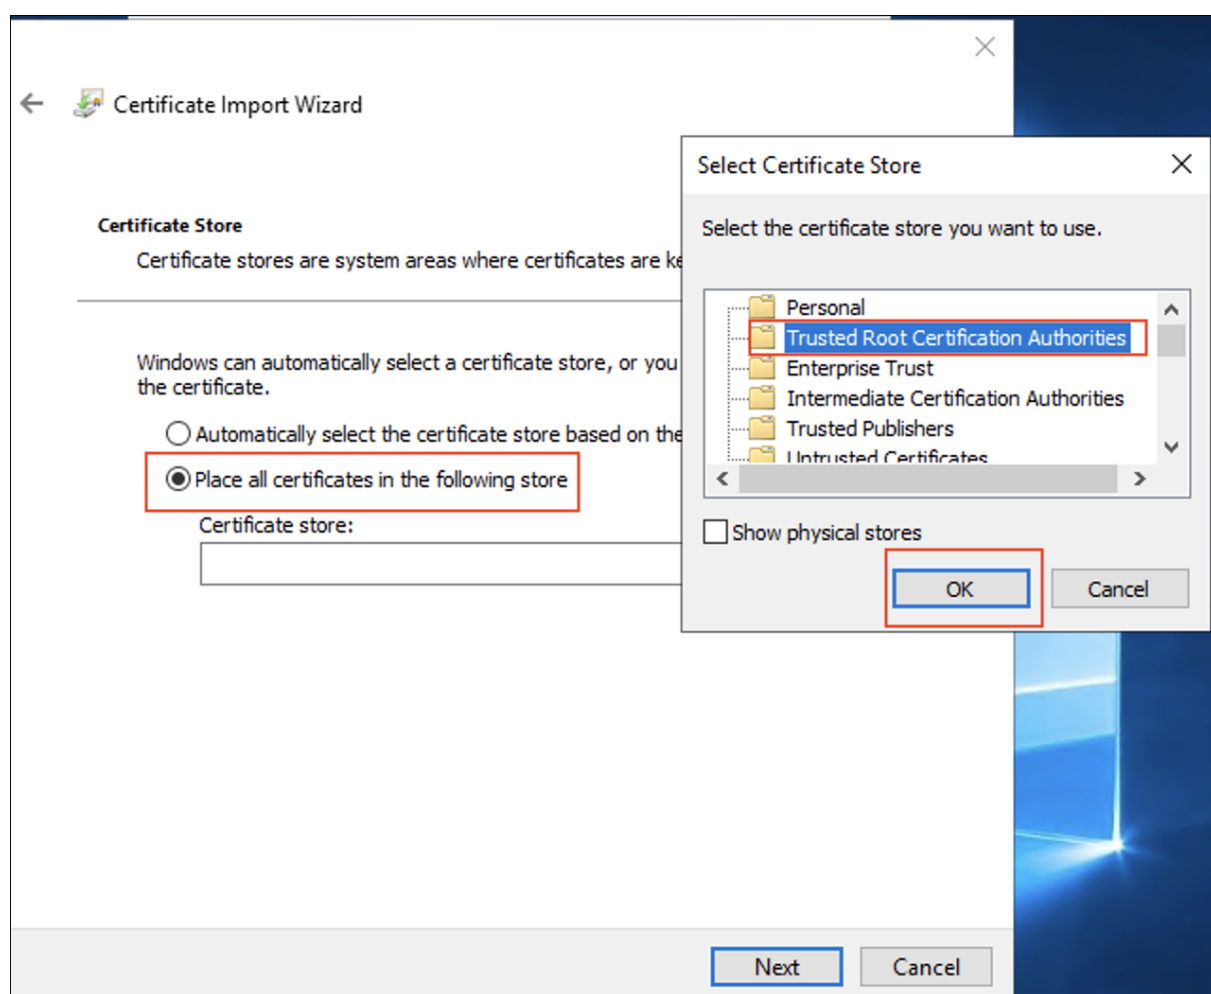 Certificate Import Wizard
Certificate Store
Certificate stores are system areas where certificates are
Windows can automatically select a certificate store, or you
the certificate.
Automatically select the certificate store based on the
Place all certificates in the following store
Certificate store:
Next
Cancel
Select Certificate Store
Select the certificate store you want to use.
Personal
Trusted Root Certification Authorities
Enterprise Trust
Intermediate Certification Authorities
Trusted Publishers
Untrusted Certificates
Show physical stores
OK
Cancel